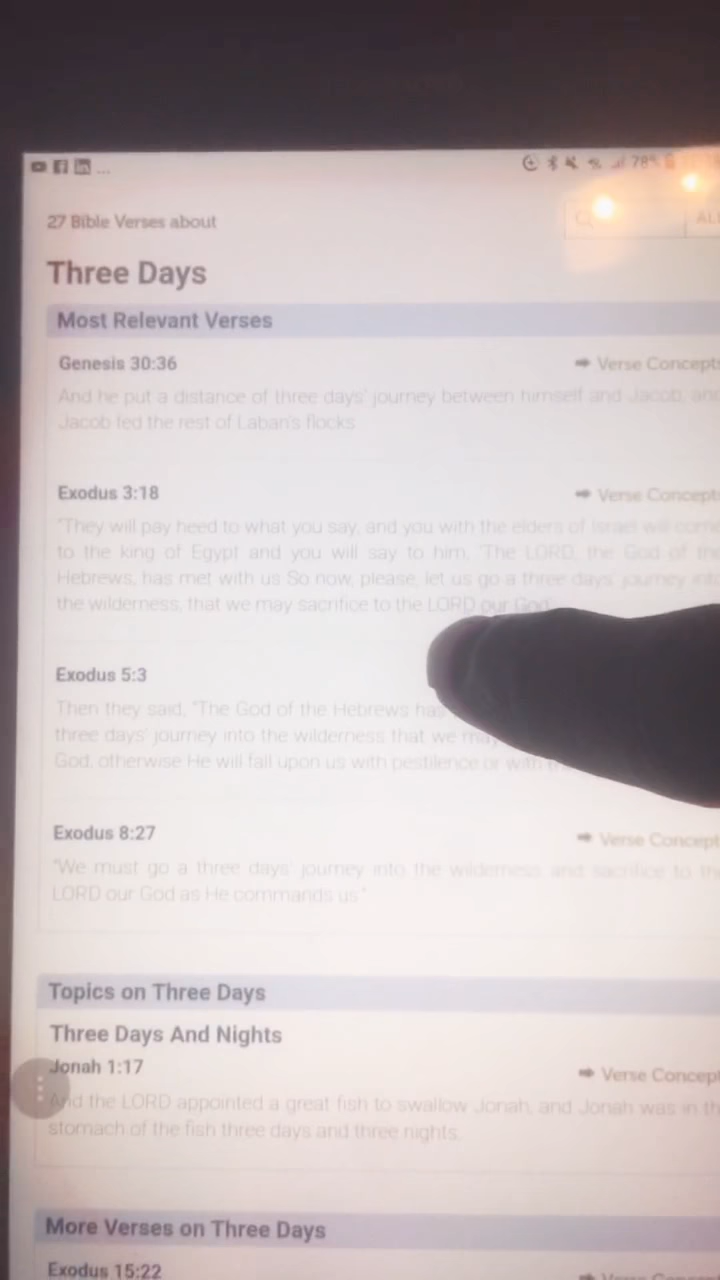 ...
78%
27 Bible Verses about
ALL
Three Days
Most Relevant Verses
Genesis 30:36
➡ Verse Concepts
And he put a distance of three days' journey between himself and Jacob, and
Jacob fed the rest of Laban's flocks
Exodus 3:18
➡ Verse Concepts
"They will pay heed to what you say, and you with the elders of Israel will come
to the king of Egypt and you will say to him, 'The LORD, the God of the
Hebrews, has met with us So now, please, let us go a three days' journey into
the wilderness, that we may sacrifice to the LORD our God
Exodus 5:3
Then they said, "The God of the Hebrews has
three days' journey into the wilderness that we may
God, otherwise He will fall upon us with pestilence or with
Exodus 8:27
➡ Verse Concept
"We must go a three days' journey into the wilderness and sacrifice to the
LORD our God as He commands us"
Topics on Three Days
Three Days And Nights
Jonah 1:17
➡ Verse Concept
And the LORD appointed a great fish to swallow Jonah, and Jonah was in th
stomach of the fish three days and three nights.
More Verses on Three Days
Exodus 15:22
➡ Verse Concept